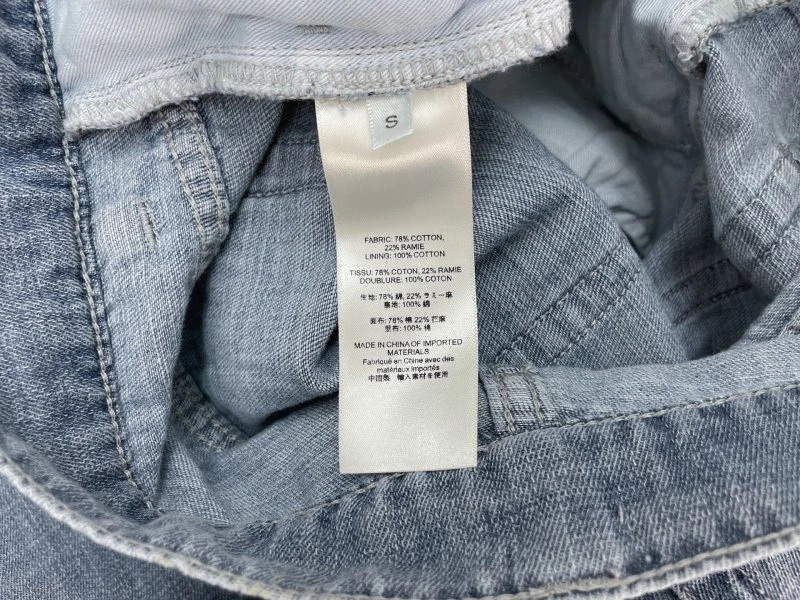 S
FABRIC: 78% COTTON,
22% RAMIE
LINING: 100% COTTON
TISSU: 78% COTON, 22% RAMIE
DOUBLURE: 100% COTON
生地: 78% 綿, 22% ラミー麻
裏地: 100% 綿
面布: 78% 棉 22% 苎麻
里布: 100% 棉
MADE IN CHINA OF IMPORTED
MATERIALS
Fabriqué en Chine avec des
matériaux importés
中国製 輸入素材を使用